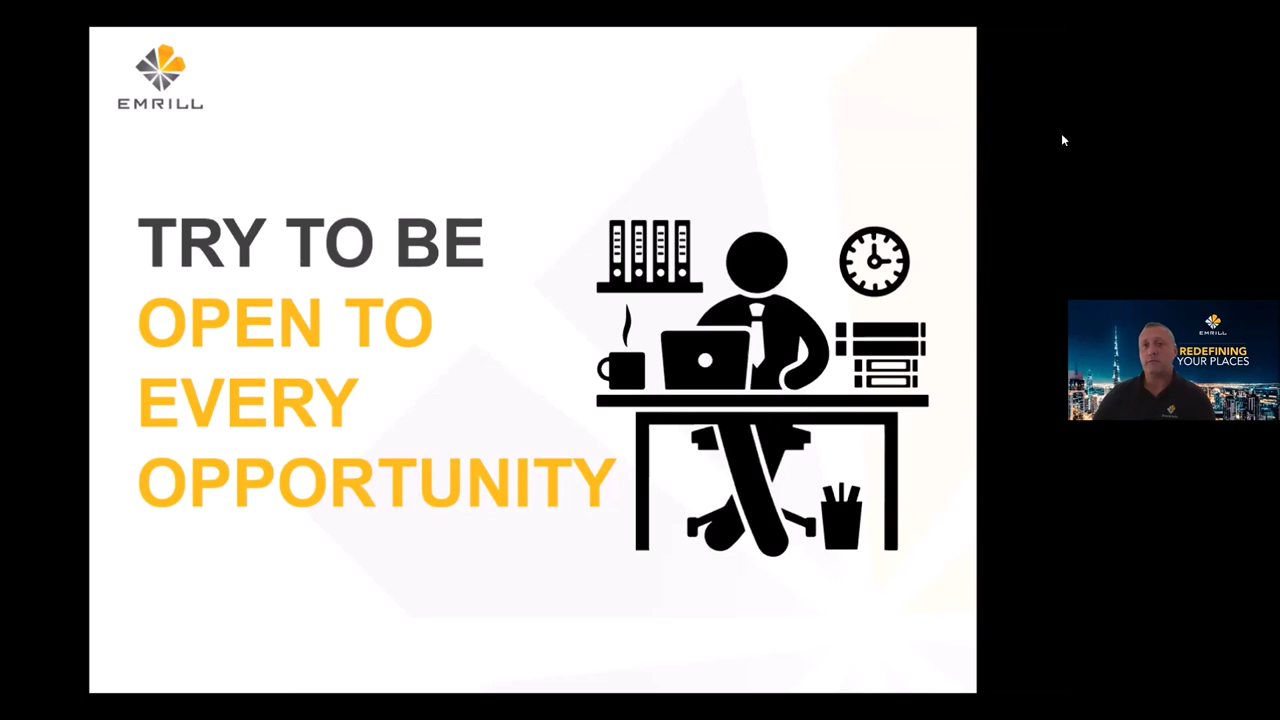 EMRILL
TRY TO BE
OPEN TO
EVERY
OPPORTUNITY
EMRILL
REDEFINING
YOUR PLACES